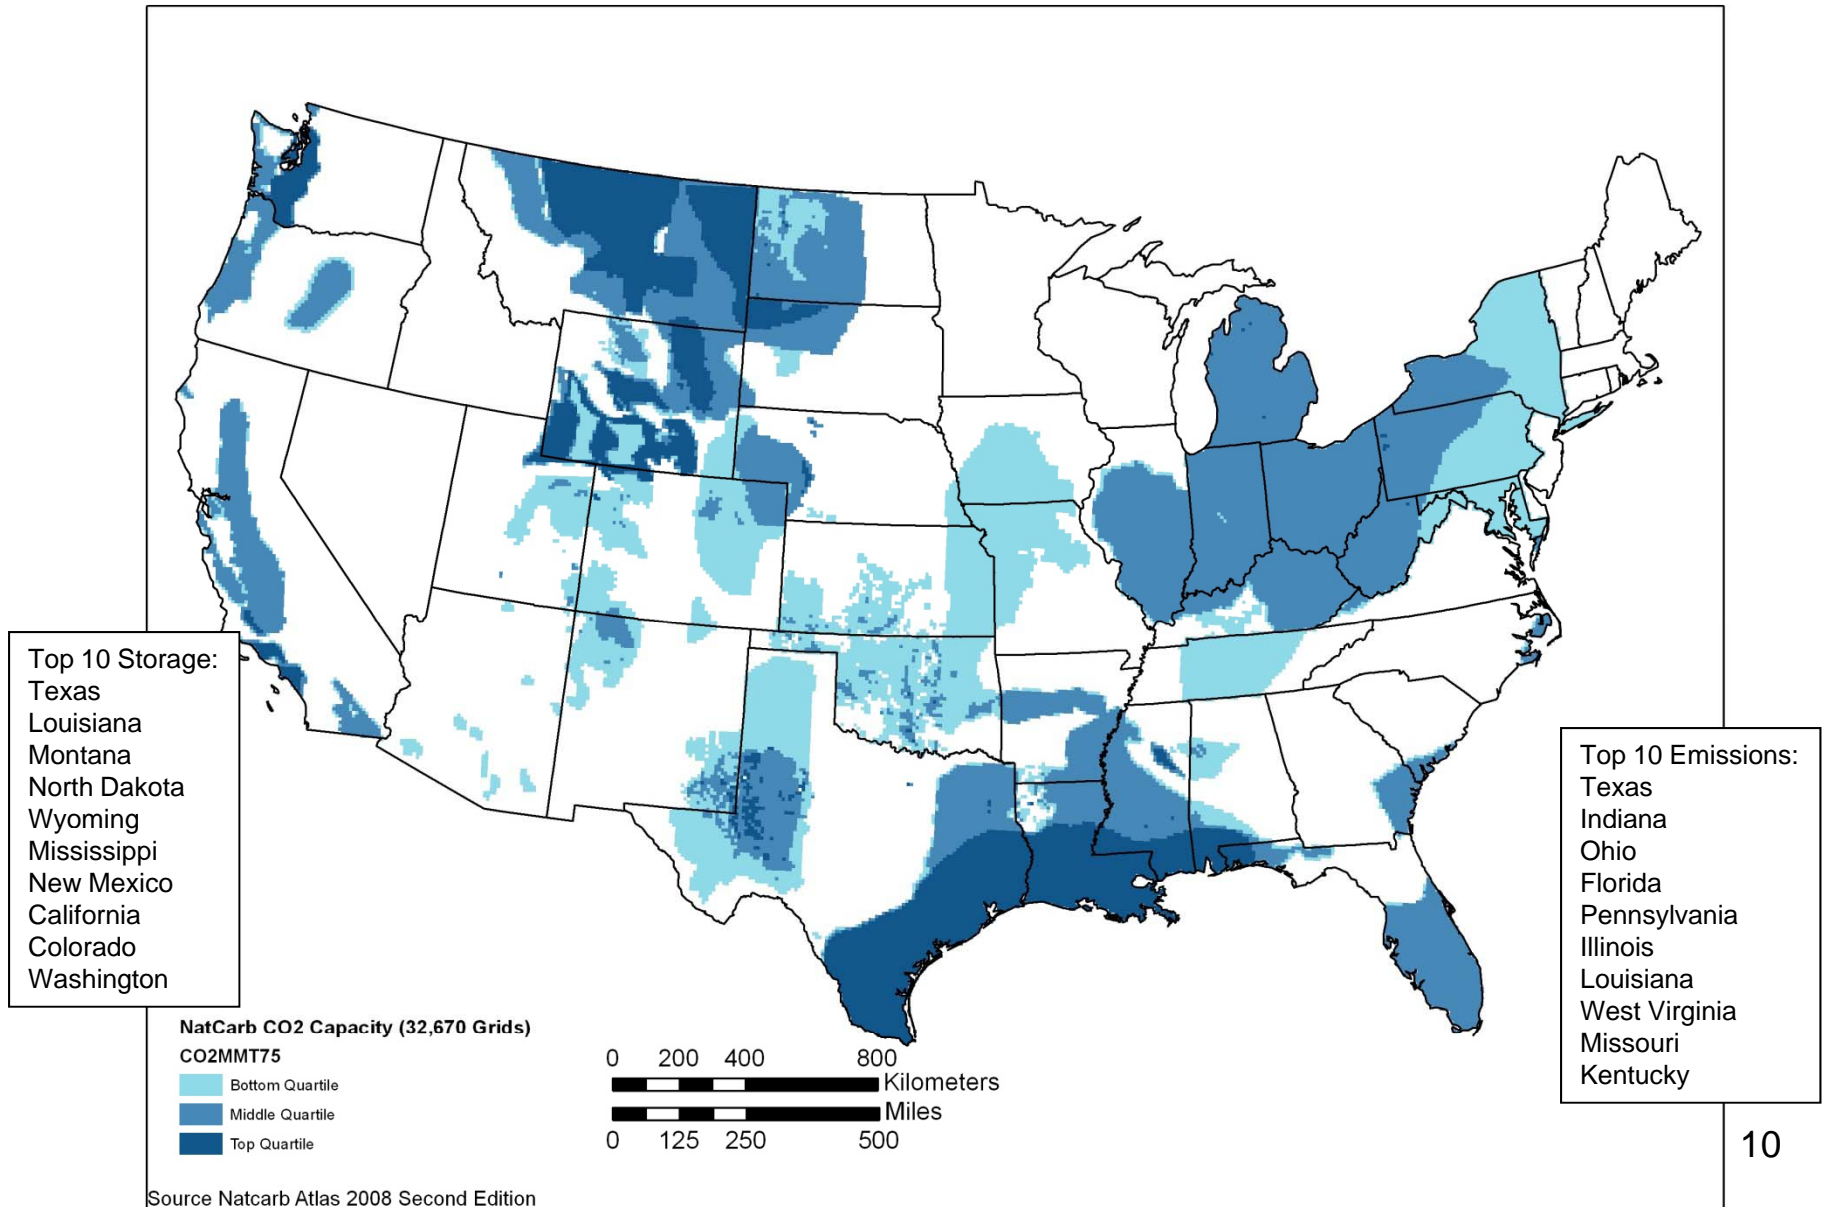 Top 10 Storage:
Texas
Louisiana
Montana
North Dakota
Wyoming
Mississippi
New Mexico
California
Colorado
Washington
Top 10 Emissions:
Texas
Indiana
Ohio
Florida
Pennsylvania
Illinois
Louisiana
West Virginia
Missouri
Kentucky
NatCarb CO2 Capacity (32,670 Grids)
CO2MMT75
Bottom Quartile
Middle Quartile
Top Quartile
0 200 400 800
Kilometers
Miles
0 125 250 500
10
Source Natcarb Atlas 2008 Second Edition